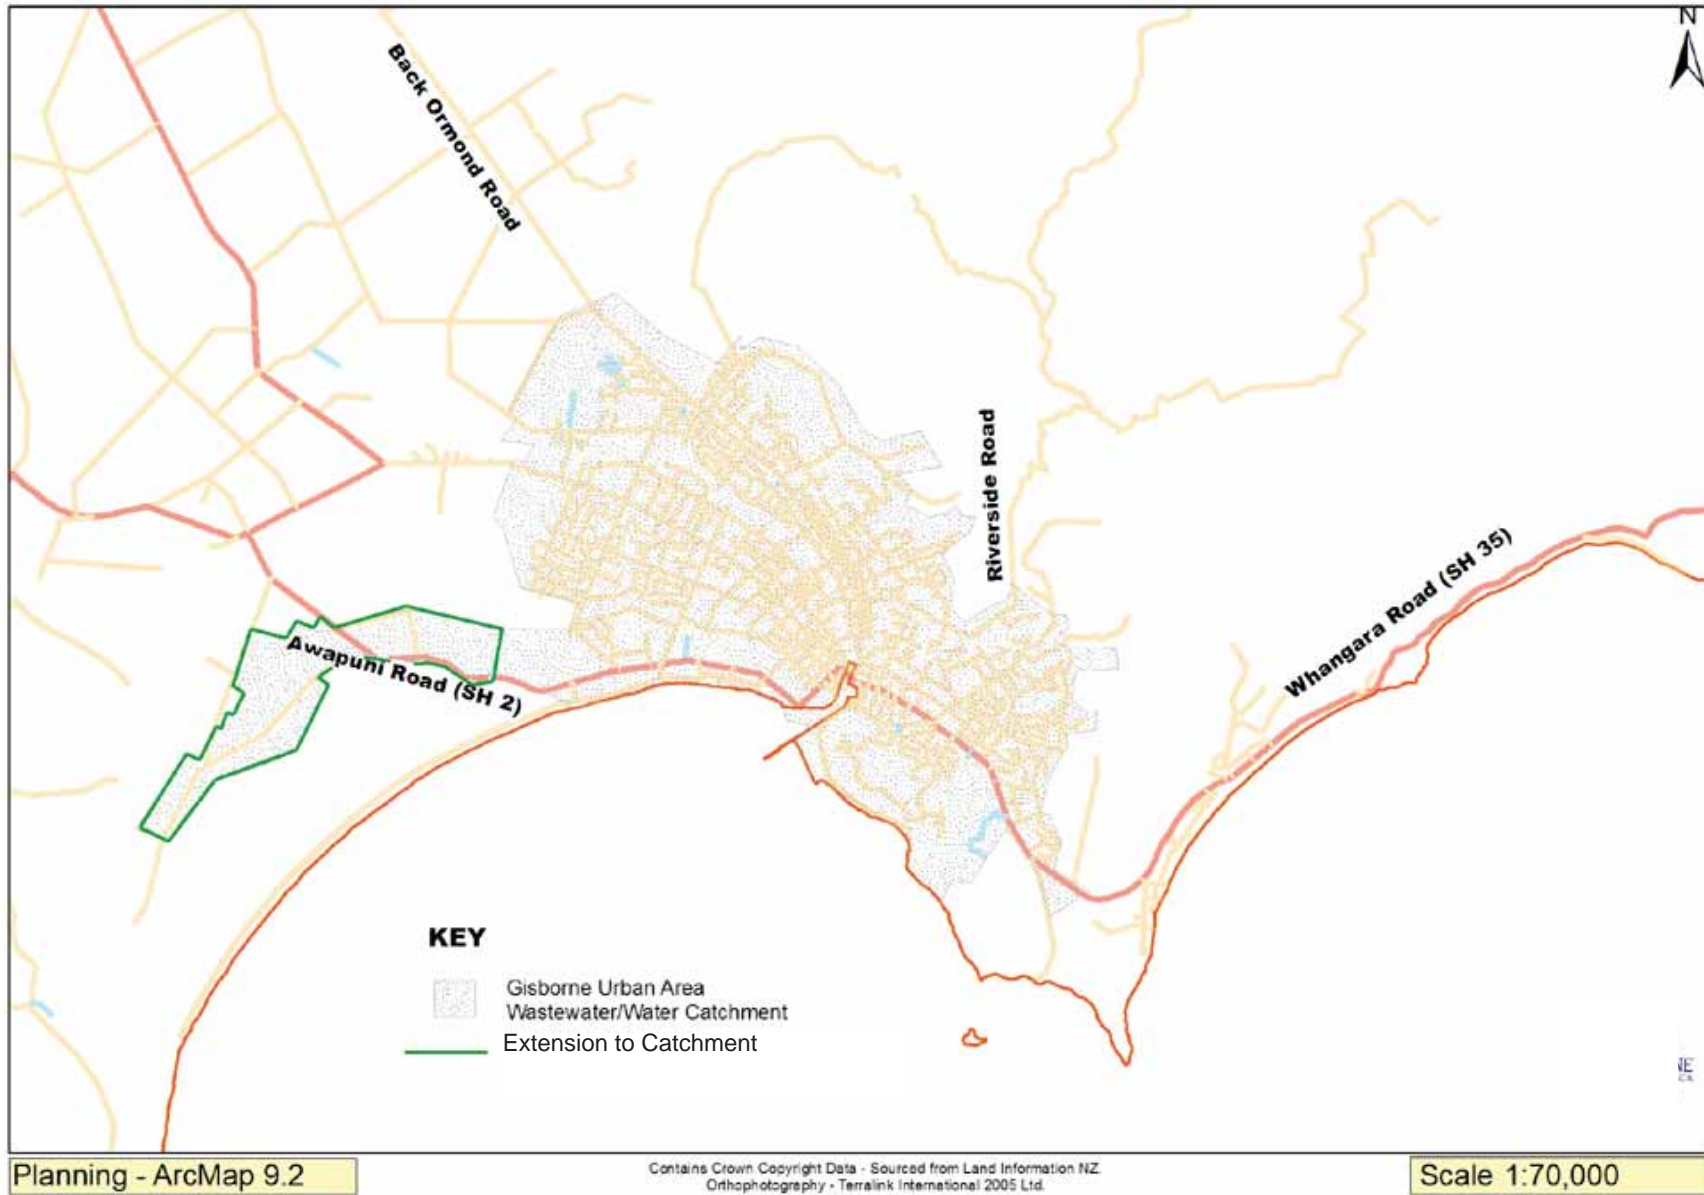 N
Back Ormond Road
Riverside Road
Whangara Road (SH 35)
Awapuni Road (SH 2)
KEY
Gisborne Urban Area
Wastewater/Water Catchment
Extension to Catchment
Planning - ArcMap 9.2
Contains Crown Copyright Data - Sourced from Land Information NZ.
Orthophotography - Terralink International 2005 Ltd.
Scale 1:70,000